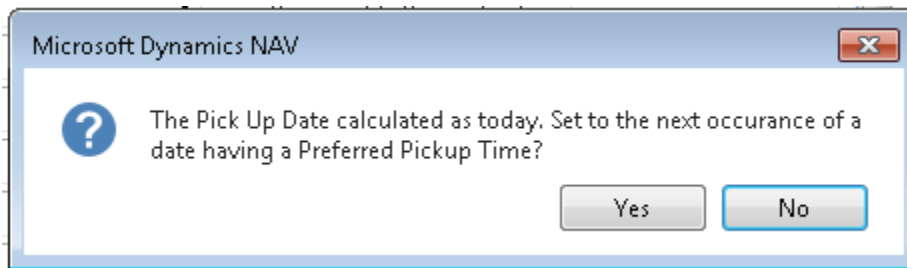 Microsoft Dynamics NAV
The Pick Up Date calculated as today. Set to the next occurance of a
date having a Preferred Pickup Time?
Yes
No